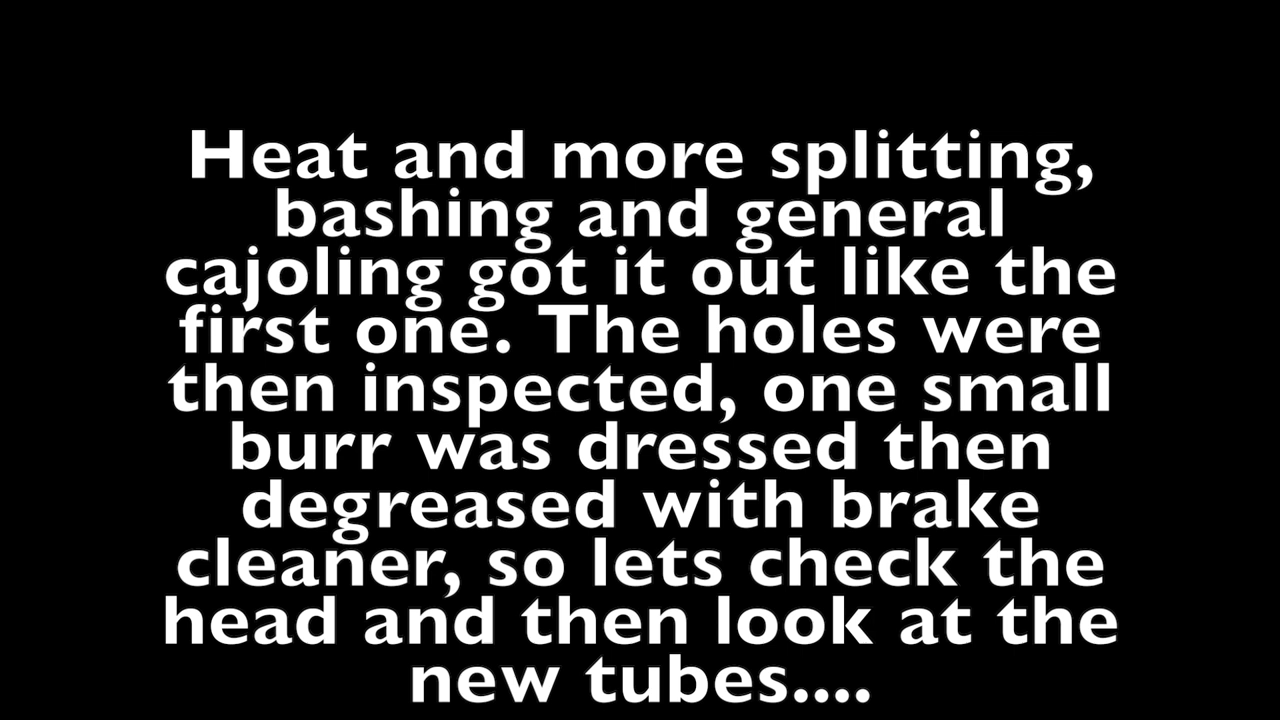 Heat and more splitting,
bashing and general
cajoling got it out like the
first one. The holes were
then inspected, one small
burr was dressed then
degreased with brake
cleaner, so lets check the
head and then look at the
new tubes....